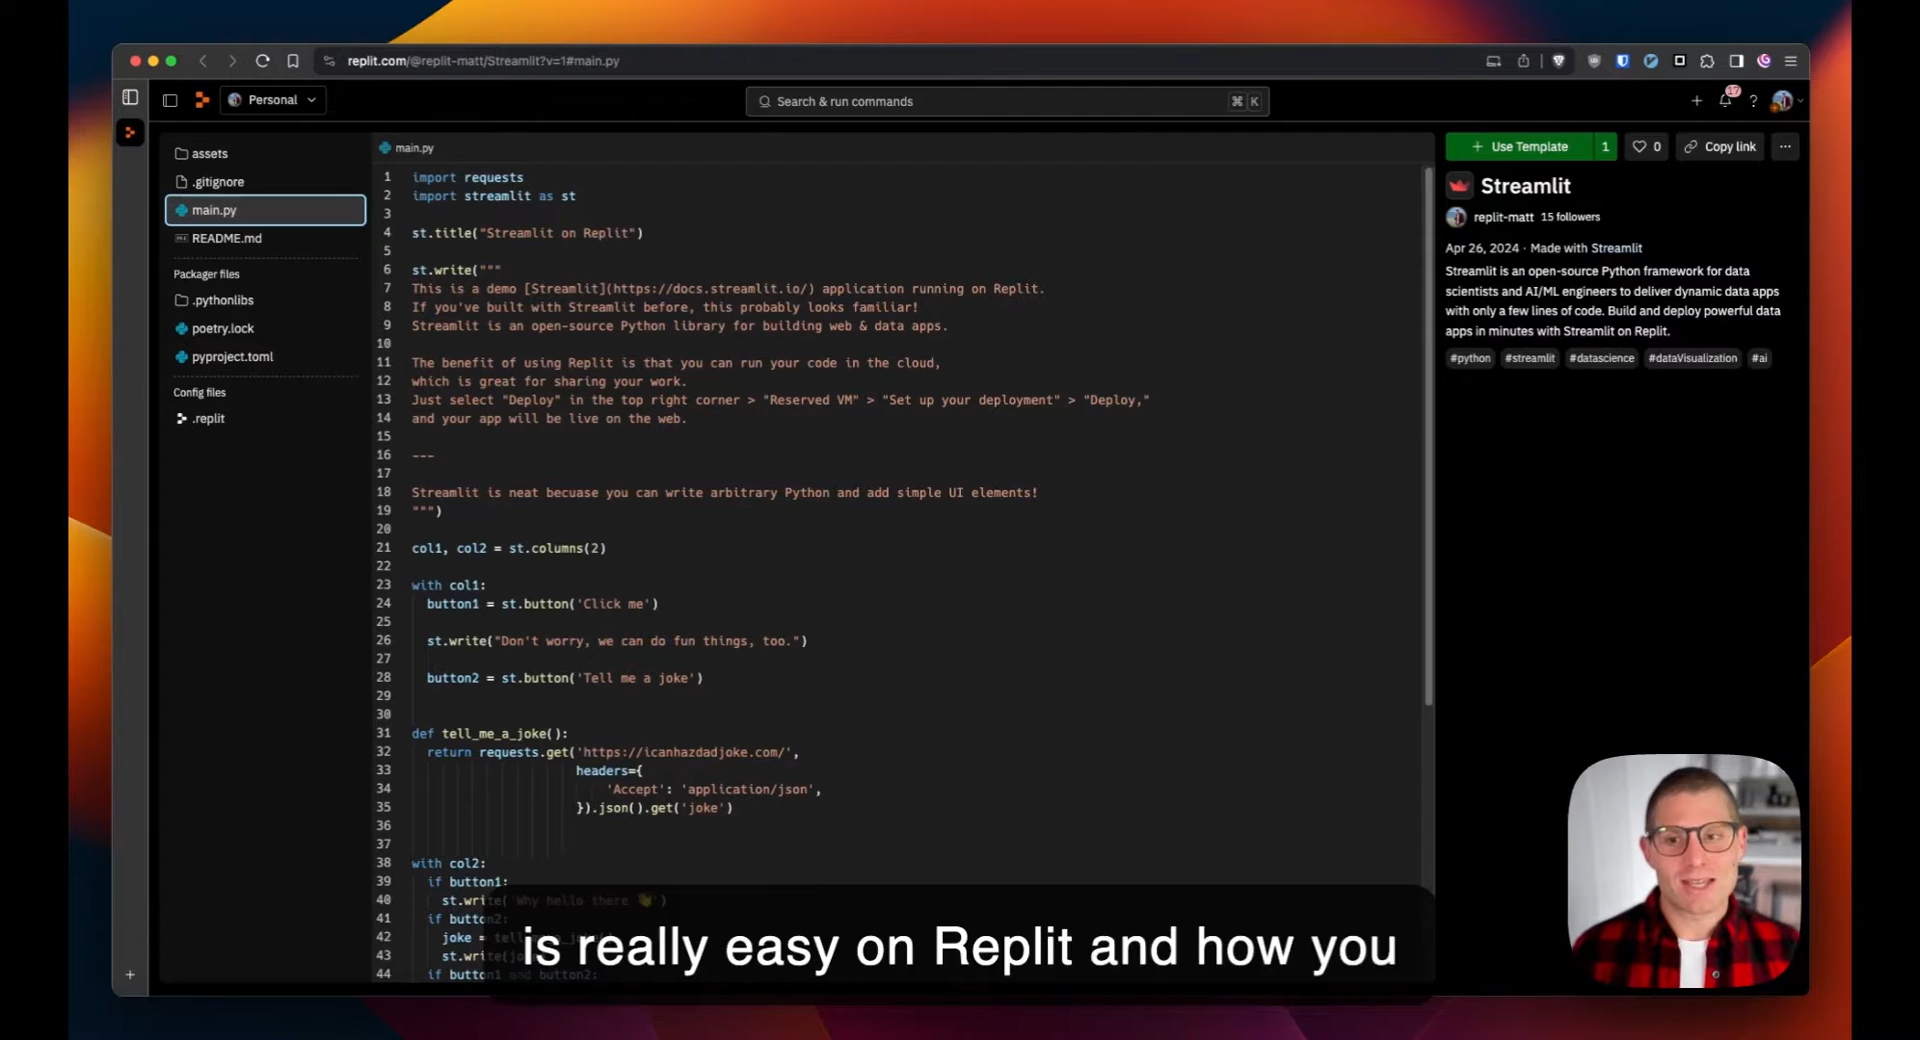 replit.com/@replit-matt/Streamlit?v=1#main.py
Personal
Search & run commands
⌘ K
17
?
assets
.gitignore
main.py
README.md
Packager files
.pythonlibs
poetry.lock
pyproject.toml
Config files
.replit
main.py
1 import requests
2 import streamlit as st
3
4 st.title("Streamlit on Replit")
5
6 st.write("""
7 This is a demo [Streamlit](https://docs.streamlit.io/) application running on Replit.
8 If you've built with Streamlit before, this probably looks familiar!
9 Streamlit is an open-source Python library for building web & data apps.
10
11 The benefit of using Replit is that you can run your code in the cloud,
12 which is great for sharing your work.
13 Just select "Deploy" in the top right corner > "Reserved VM" > "Set up your deployment" > "Deploy,"
14 and your app will be live on the web.
15
16 ---
17
18 Streamlit is neat becuase you can write arbitrary Python and add simple UI elements!
19 """)
20
21 col1, col2 = st.columns(2)
22
23 with col1:
24 button1 = st.button('Click me')
25
26 st.write("Don't worry, we can do fun things, too.")
27
28 button2 = st.button('Tell me a joke')
29
30
31 def tell_me_a_joke():
32 return requests.get('https://icanhazdadjoke.com/',
33 headers={
34 'Accept': 'application/json',
35 }).json().get('joke')
36
37
38 with col2:
39 if button1:
40 st.write('Why hello there 👋')
41 if button2:
42 joke =
43 st.write(
44 if button1 and button2:
+ Use Template 1
0
Copy link
...
Streamlit
replit-matt 15 followers
Apr 26, 2024 · Made with Streamlit
Streamlit is an open-source Python framework for data
scientists and AI/ML engineers to deliver dynamic data apps
with only a few lines of code. Build and deploy powerful data
apps in minutes with Streamlit on Replit.
#python #streamlit #datascience #dataVisualization #ai
is really easy on Replit and how you